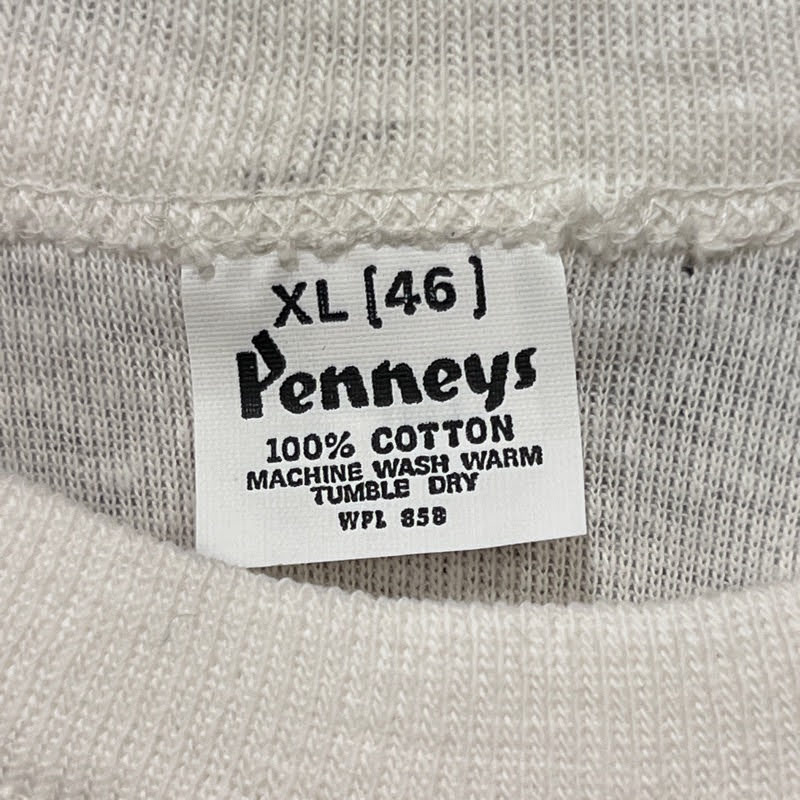 XL [46]
Penneys
100% COTTON
MACHINE WASH WARM
TUMBLE DRY
WPL 858